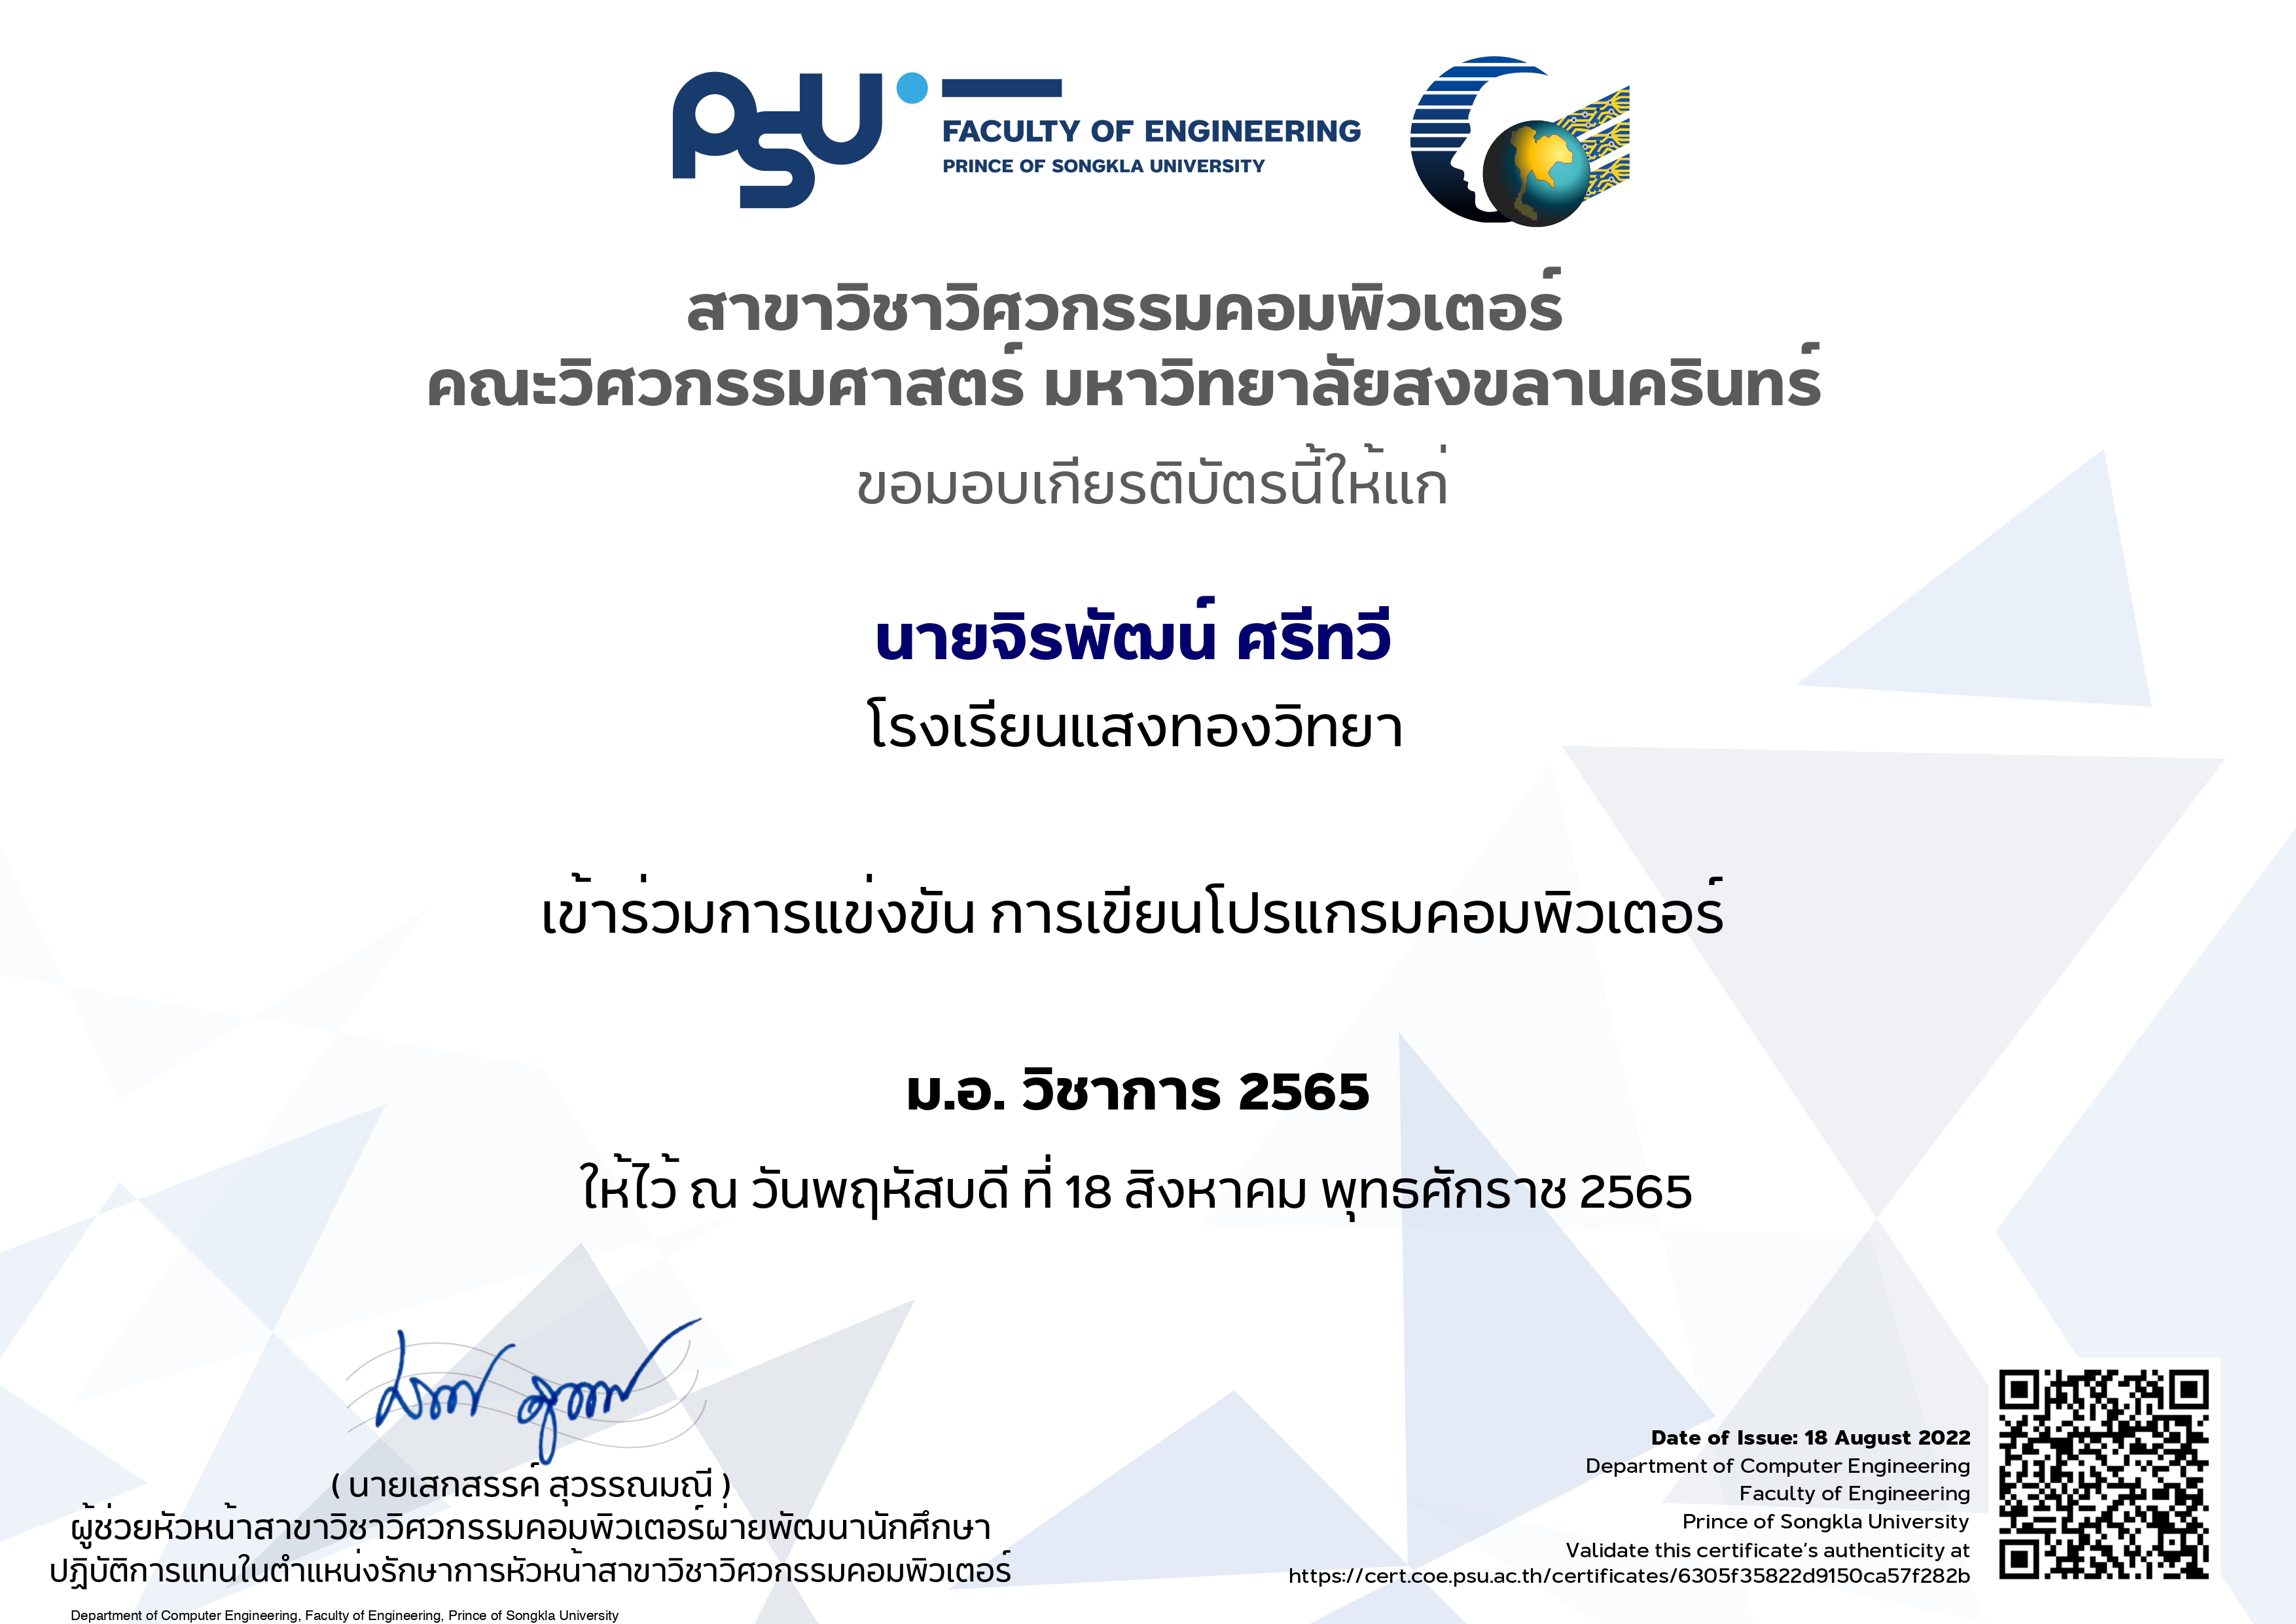 PSU
FACULTY OF ENGINEERING
PRINCE OF SONGKLA UNIVERSITY
สาขาวิชาวิศวกรรมคอมพิวเตอร์
คณะวิศวกรรมศาสตร์ มหาวิทยาลัยสงขลานครินทร์
ขอมอบเกียรติบัตรนี้ให้แก่
นายจิรพัฒน์ ศรีทวี
โรงเรียนแสงทองวิทยา
เข้าร่วมการแข่งขัน การเขียนโปรแกรมคอมพิวเตอร์
ม.อ. วิชาการ 2565
ให้ไว้ ณ วันพฤหัสบดี ที่ 18 สิงหาคม พุทธศักราช 2565
( นายเสกสรรค์ สุวรรณมณี )
ผู้ช่วยหัวหน้าสาขาวิชาวิศวกรรมคอมพิวเตอร์ฝ่ายพัฒนานักศึกษา
ปฏิบัติการแทนในตำแหน่งรักษาการหัวหน้าสาขาวิชาวิศวกรรมคอมพิวเตอร์
Department of Computer Engineering, Faculty of Engineering, Prince of Songkla University
Date of Issue: 18 August 2022
Department of Computer Engineering
Faculty of Engineering
Prince of Songkla University
Validate this certificate's authenticity at
https://cert.coe.psu.ac.th/certificates/6305f35822d9150ca57f282b